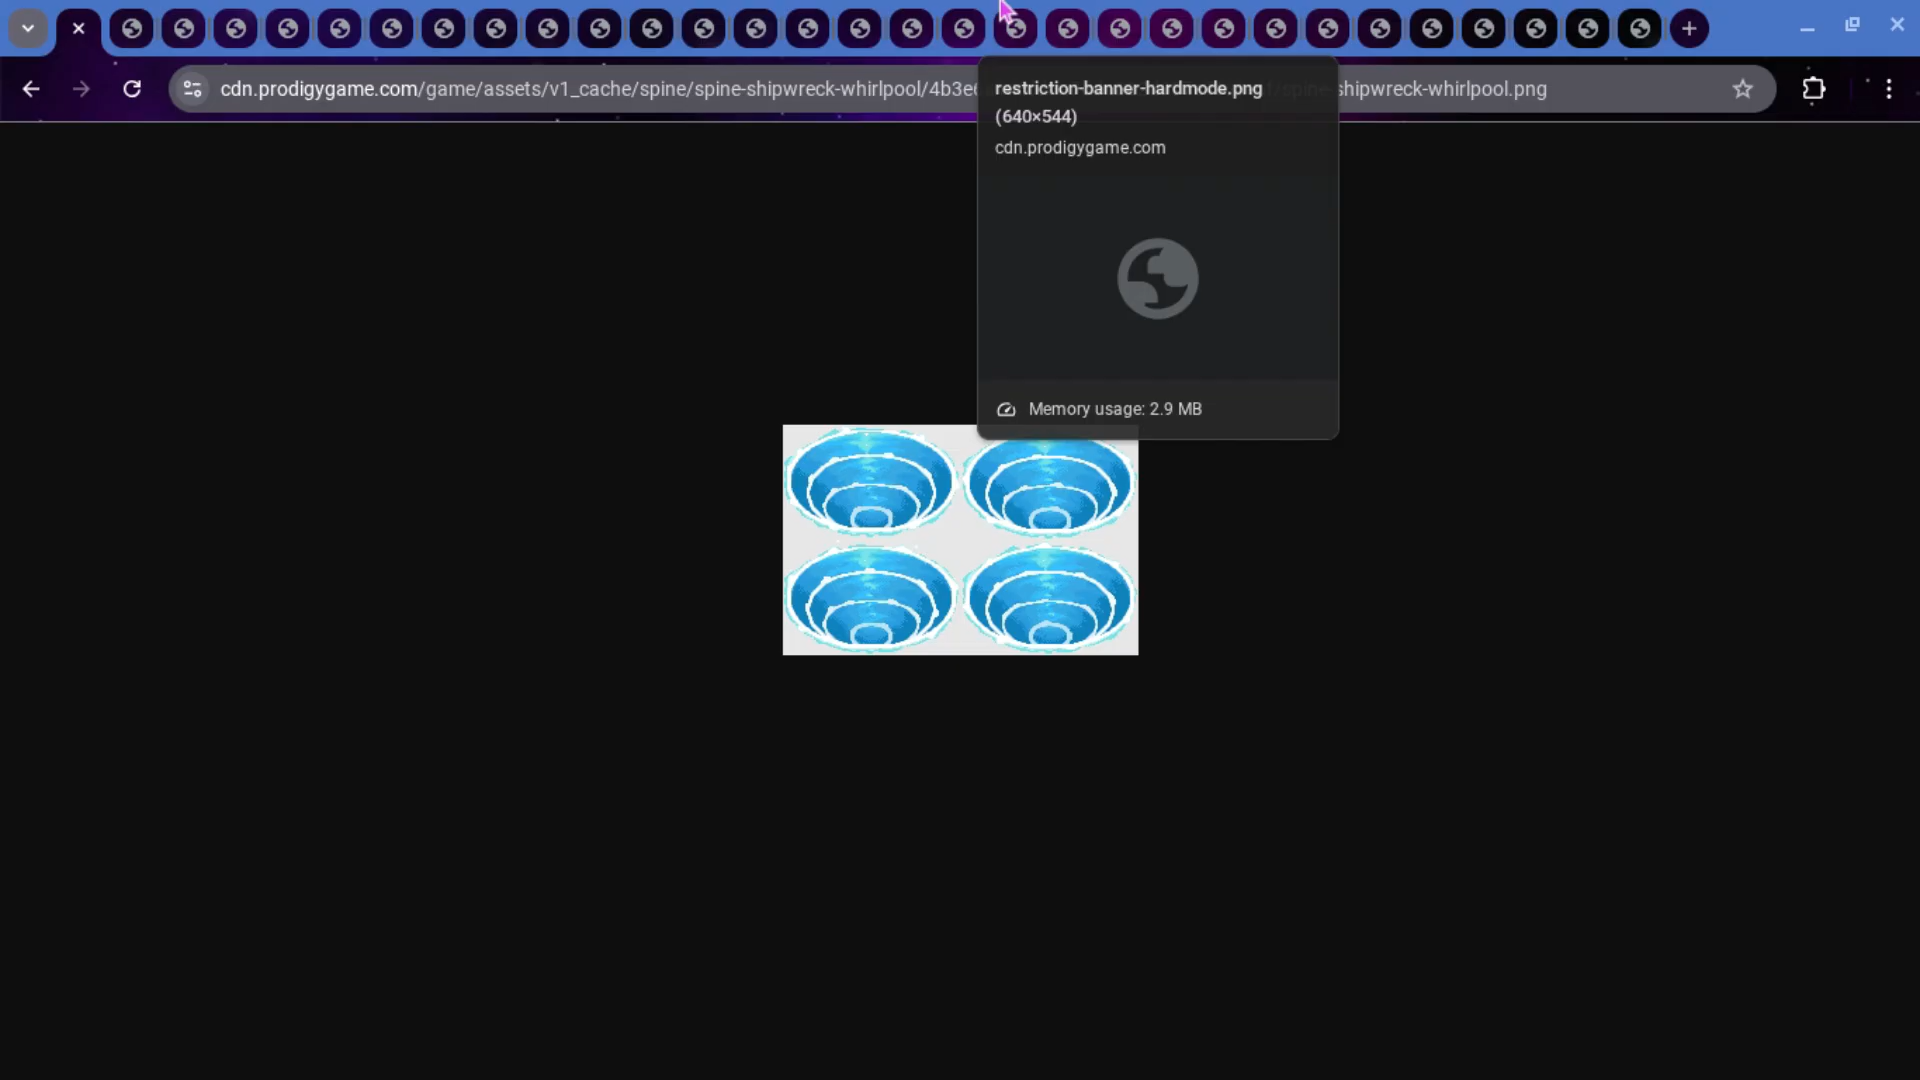 cdn.prodigygame.com/game/assets/v1_cache/spine/spine-shipwreck-whirlpool/4b3e shipwreck-whirlpool.png
restriction-banner-hardmode.png
(640×544)
cdn.prodigygame.com
Memory usage: 2.9 MB